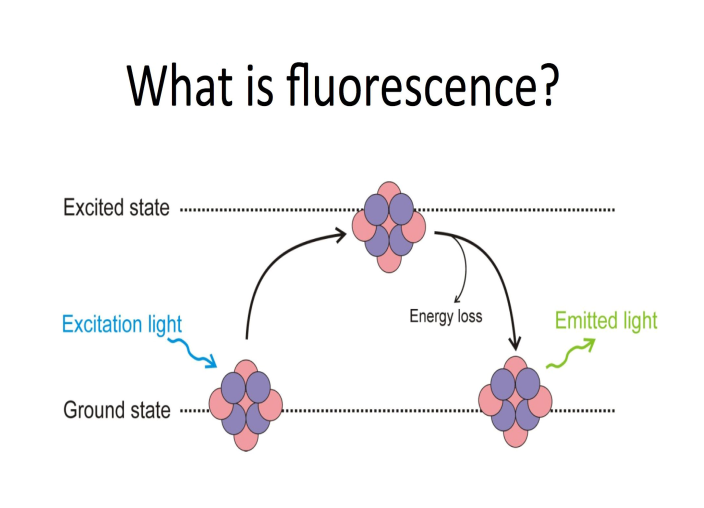 What is fluorescence?
Excited state
Excitation light
Energy loss
Emitted light
Ground state